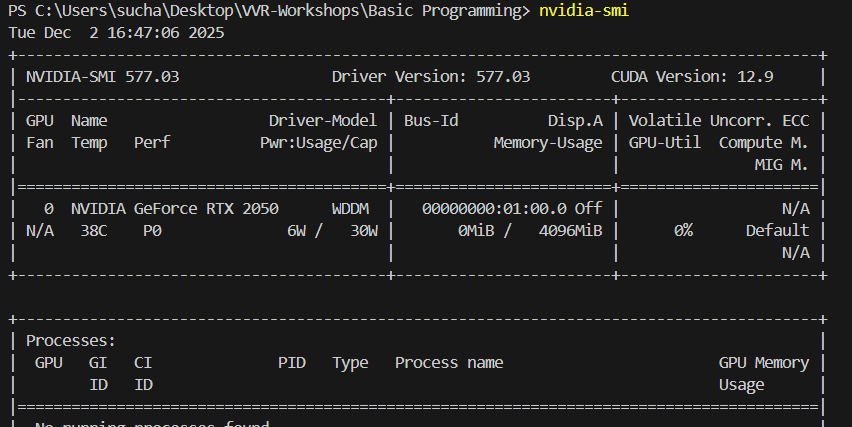 PS C:\Users\sucha\Desktop\VVR-Workshops\Basic Programming> nvidia-smi
Tue Dec  2 16:47:06 2025
+-----------------------------------------------------------------------------------------+
| NVIDIA-SMI 577.03                 Driver Version: 577.03         CUDA Version: 12.9     |
|-----------------------------------------+------------------------+----------------------+
| GPU  Name                  Driver-Model | Bus-Id          Disp.A | Volatile Uncorr. ECC |
| Fan  Temp   Perf          Pwr:Usage/Cap |           Memory-Usage | GPU-Util  Compute M. |
|                                         |                        |               MIG M. |
|=========================================+========================+======================|
|   0  NVIDIA GeForce RTX 2050      WDDM  |   00000000:01:00.0 Off |                  N/A |
| N/A   38C    P0              6W /   30W |       0MiB /   4096MiB |      0%      Default |
|                                         |                        |                  N/A |
+-----------------------------------------+------------------------+----------------------+
+-----------------------------------------------------------------------------------------+
| Processes:                                                                              |
|  GPU   GI   CI              PID   Type   Process name                        GPU Memory |
|        ID   ID                                                               Usage      |
|=========================================================================================|
|  No running processes found                                                             |